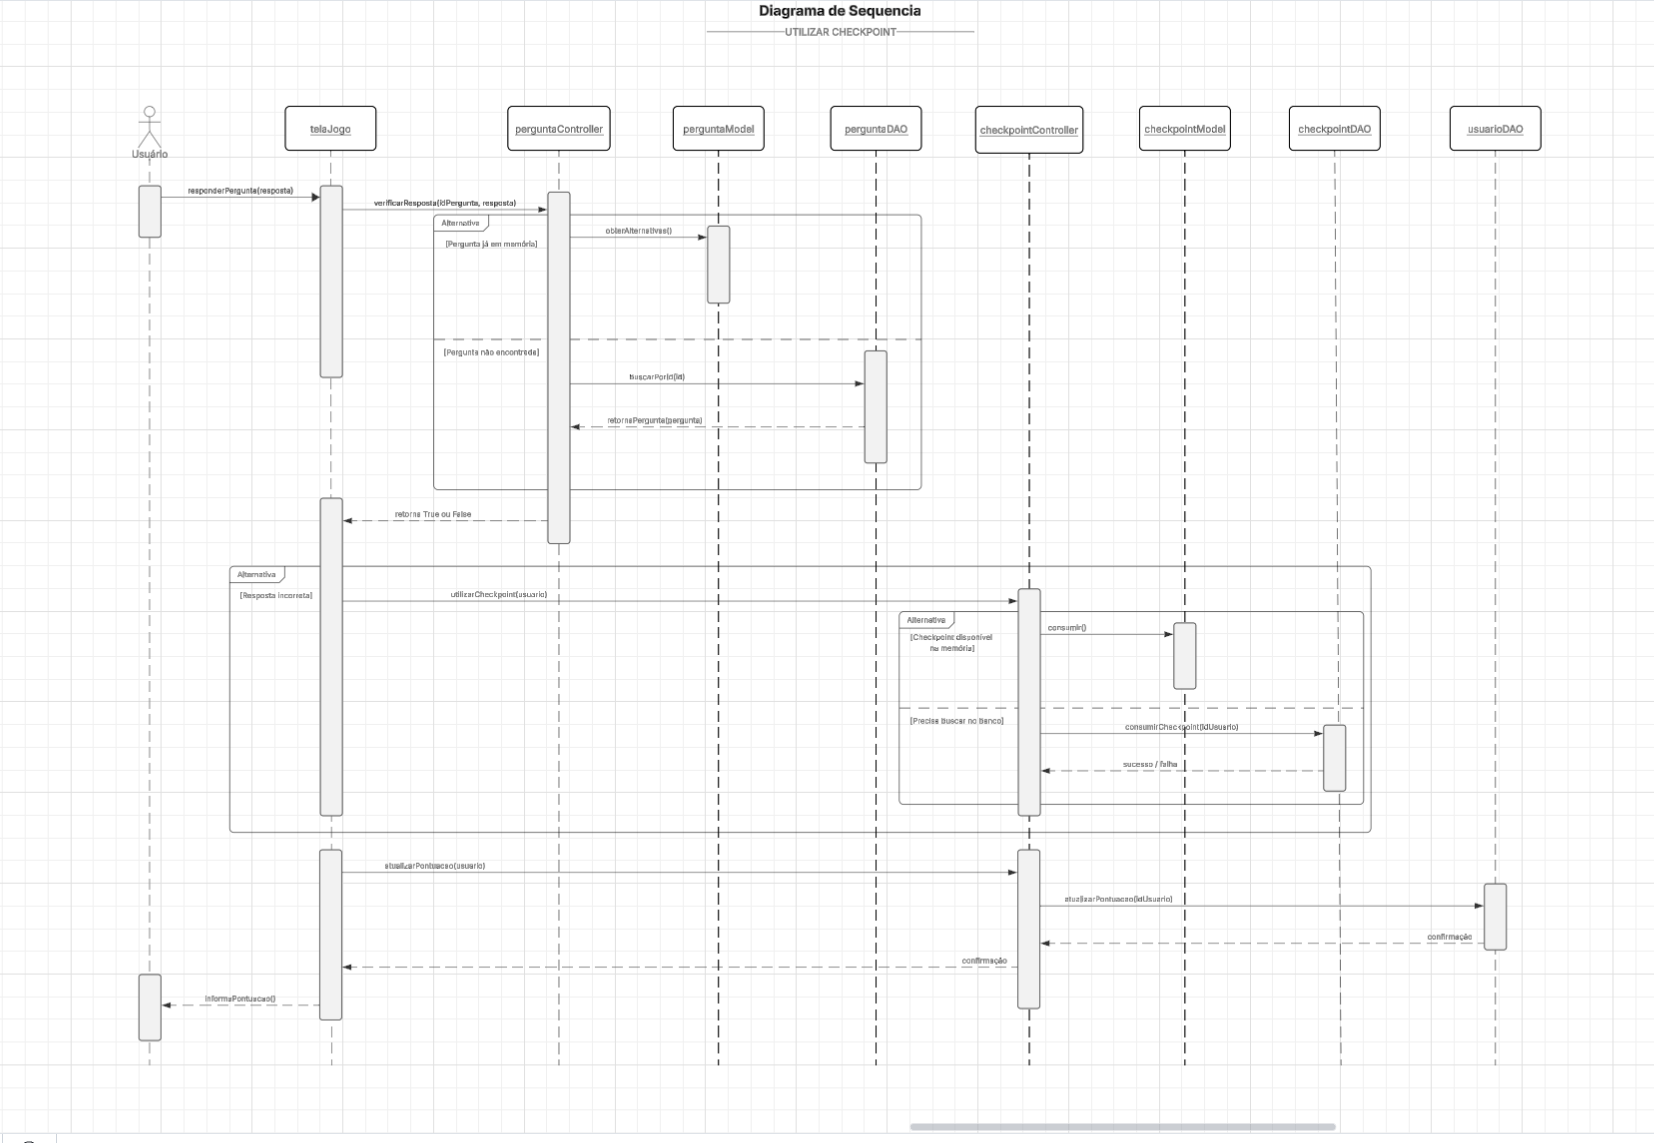 Diagrama de Sequencia
UTILIZAR CHECKPOINT
Usuário
telaJogo
perguntaController
perguntaModel
perguntaDAO
checkpointController
checkpointModel
checkpointDAO
usuarioDAO
responderPergunta(resposta)
verificarResposta(idPergunta, resposta)
Alternativa
[Pergunta já em memória]
obterAlternativas()
[Pergunta não encontrada]
buscarPorId(id)
retornaPergunta(pergunta)
retorna True ou False
Alternativa
[Resposta incorreta]
utilizarCheckpoint(usuario)
Alternativa
[Checkpoint disponível
na memória]
consumir()
[Precisa buscar no banco]
consumirCheckpoint(idUsuario)
sucesso / falha
atualizarPontuacao(usuario)
atualizarPontuacao(idUsuario)
confirmação
confirmação
informaPontuacao()